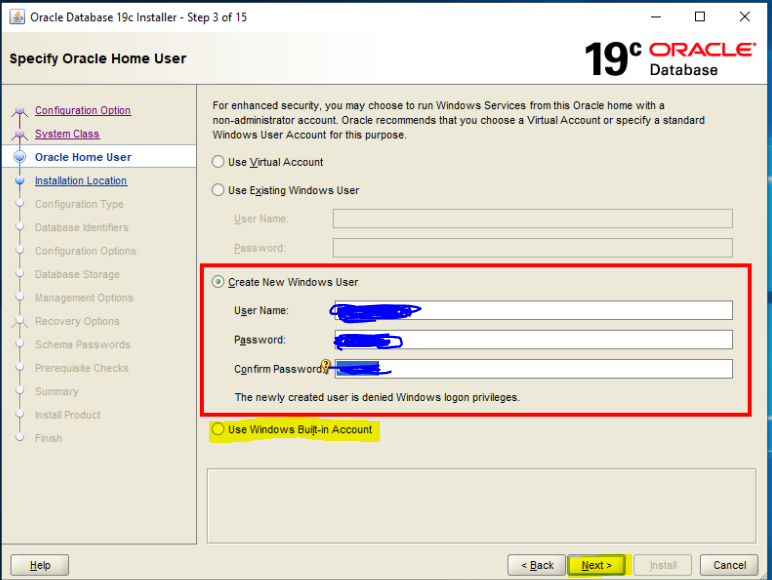 Oracle Database 19c Installer - Step 3 of 15
Specify Oracle Home User
19c ORACLE
Database
Configuration Option
System Class
Oracle Home User
Installation Location
Configuration Type
Database Identifiers
Configuration Options
Database Storage
Management Options
Recovery Options
Schema Passwords
Prerequisite Checks
Summary
Install Product
Finish
For enhanced security, you may choose to run Windows Services from this Oracle home with a
non-administrator account. Oracle recommends that you choose a Virtual Account or specify a standard
Windows User Account for this purpose.
Use Virtual Account
Use Existing Windows User
User Name:
Password:
Create New Windows User
User Name:
Password:
Confirm Password:
The newly created user is denied Windows logon privileges.
Use Windows Built-in Account
Help
< Back
Next >
Install
Cancel